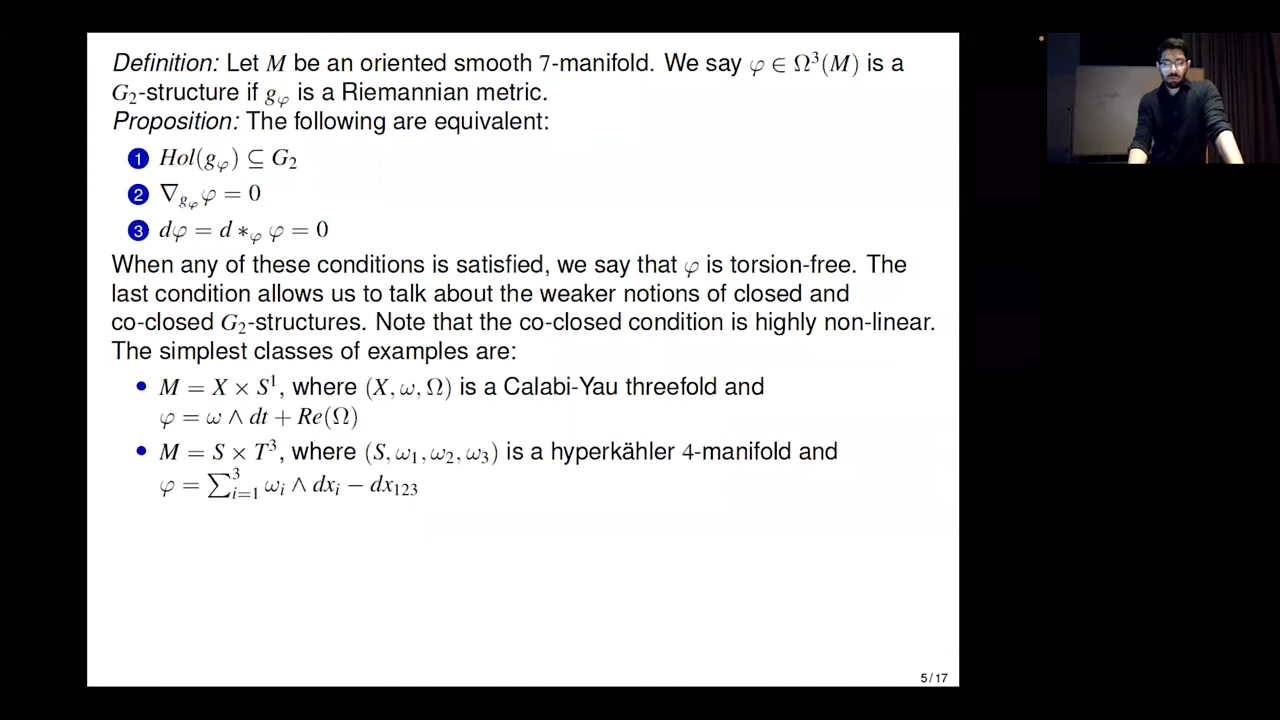 Definition: Let M be an oriented smooth 7-manifold. We say φ ∈ Ω³(M) is a
G₂-structure if g_φ is a Riemannian metric.
Proposition: The following are equivalent:
1 Hol(g_φ) ⊆ G₂
2 ∇_{g_φ} φ = 0
3 dφ = d *_φ φ = 0
When any of these conditions is satisfied, we say that φ is torsion-free. The
last condition allows us to talk about the weaker notions of closed and
co-closed G₂-structures. Note that the co-closed condition is highly non-linear.
The simplest classes of examples are:
• M = X × S¹, where (X, ω, Ω) is a Calabi-Yau threefold and
φ = ω ∧ dt + Re(Ω)
• M = S × T³, where (S, ω₁, ω₂, ω₃) is a hyperkähler 4-manifold and
φ = ∑_{i=1}^{3} ω_i ∧ dx_i − dx₁₂₃
5 / 17